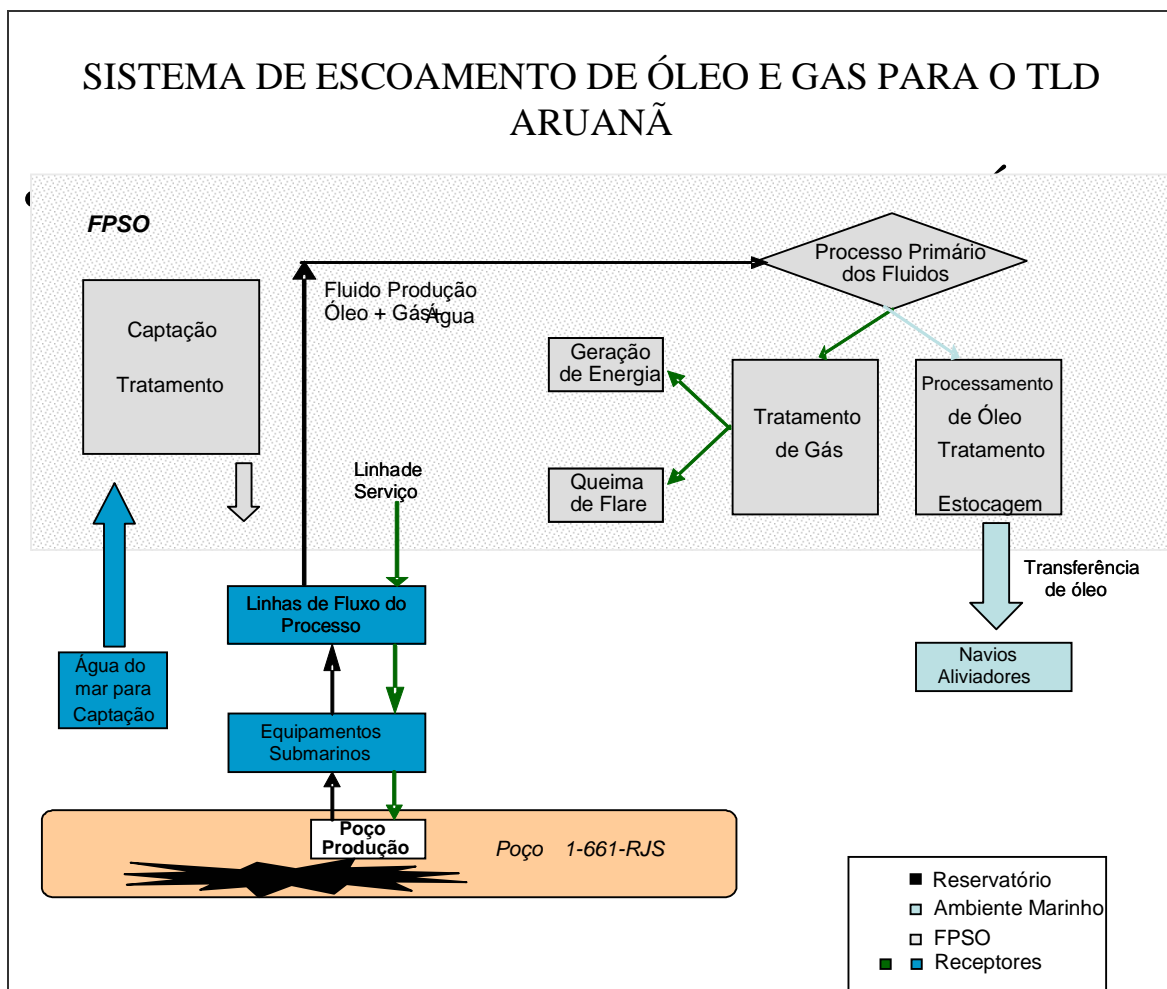 SISTEMA DE ESCOAMENTO DE ÓLEO E GAS PARA O TLD
ARUANÃ
FPSO
Captação
Tratamento
Fluido Produção
Óleo + Gás+
Água
Processo Primário
dos Fluidos
Geração
de Energia
Tratamento
de Gás
Processamento
de Óleo
Tratamento
Estocagem
Queima
de Flare
Linhade
Serviço
Transferência
de óleo
Linhas de Fluxo do
Processo
Água do
mar para
Captação
Navios
Aliviadores
Equipamentos
Submarinos
Poço
Produção
Poço 1-661-RJS
Reservatório
Ambiente Marinho
FPSO
Receptores